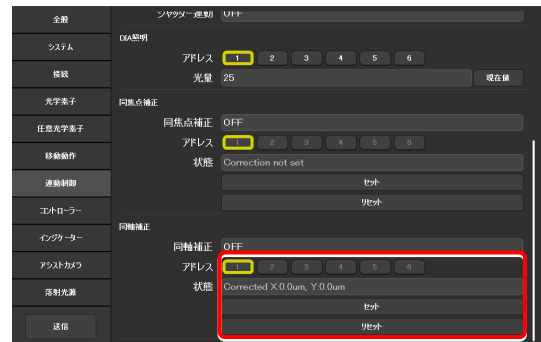 全般
システム
接続
光学素子
任意光学素子
移動動作
連動制御
コントローラー
インジケーター
アシストカメラ
落射光源
送信
シャッター連動 OFF
DIA照明
アドレス 1 2 3 4 5 6
光量 25 現在値
同焦点補正
同焦点補正 OFF
アドレス 1 2 3 4 5 6
状態 Correction not set
セット
リセット
同軸補正
同軸補正 OFF
アドレス 1 2 3 4 5 6
状態 Corrected X:0.0um, Y:0.0um
セット
リセット